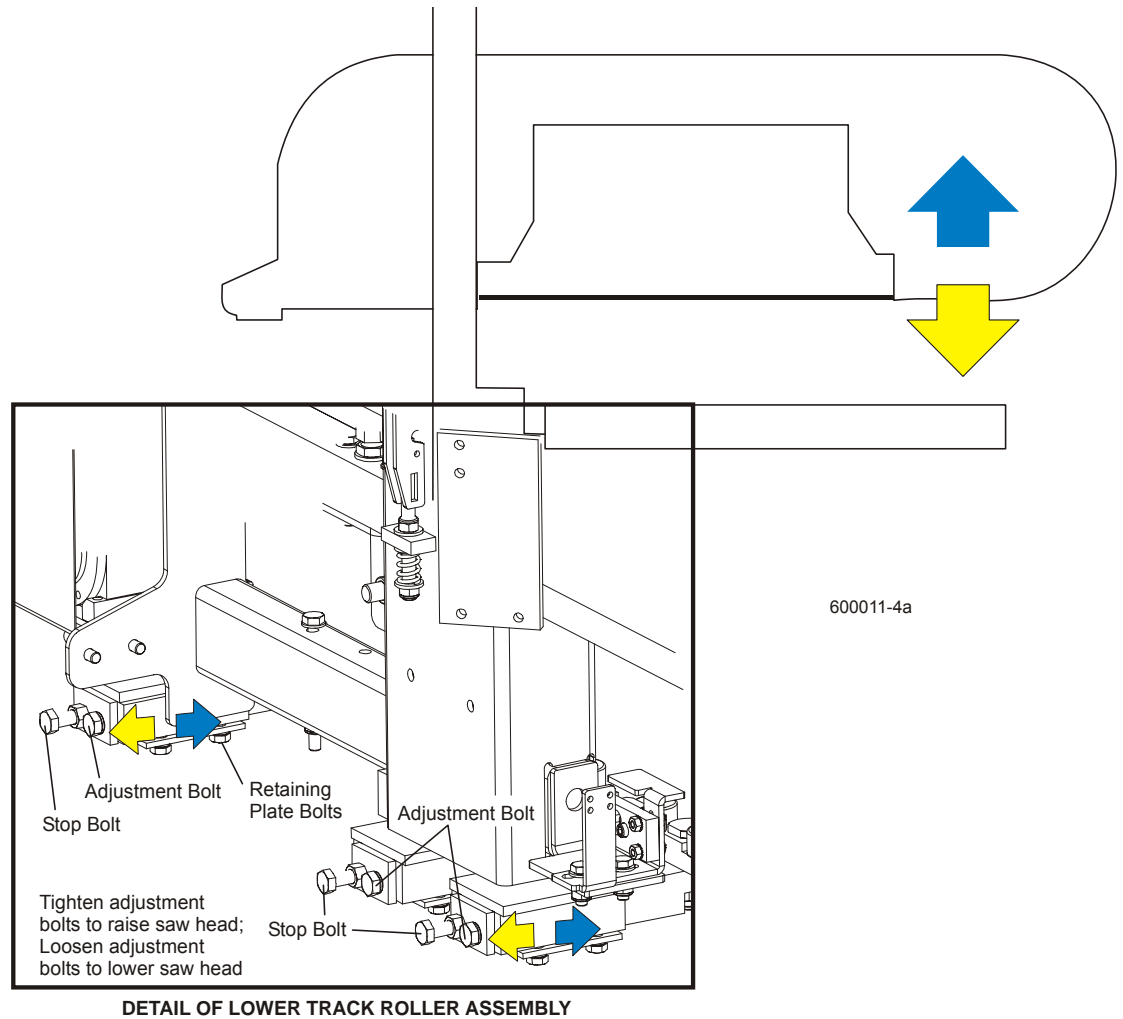 600011-4a
Adjustment Bolt
Stop Bolt
Retaining
Plate Bolts
Adjustment Bolt
Stop Bolt
Tighten adjustment
bolts to raise saw head;
Loosen adjustment
bolts to lower saw head
DETAIL OF LOWER TRACK ROLLER ASSEMBLY